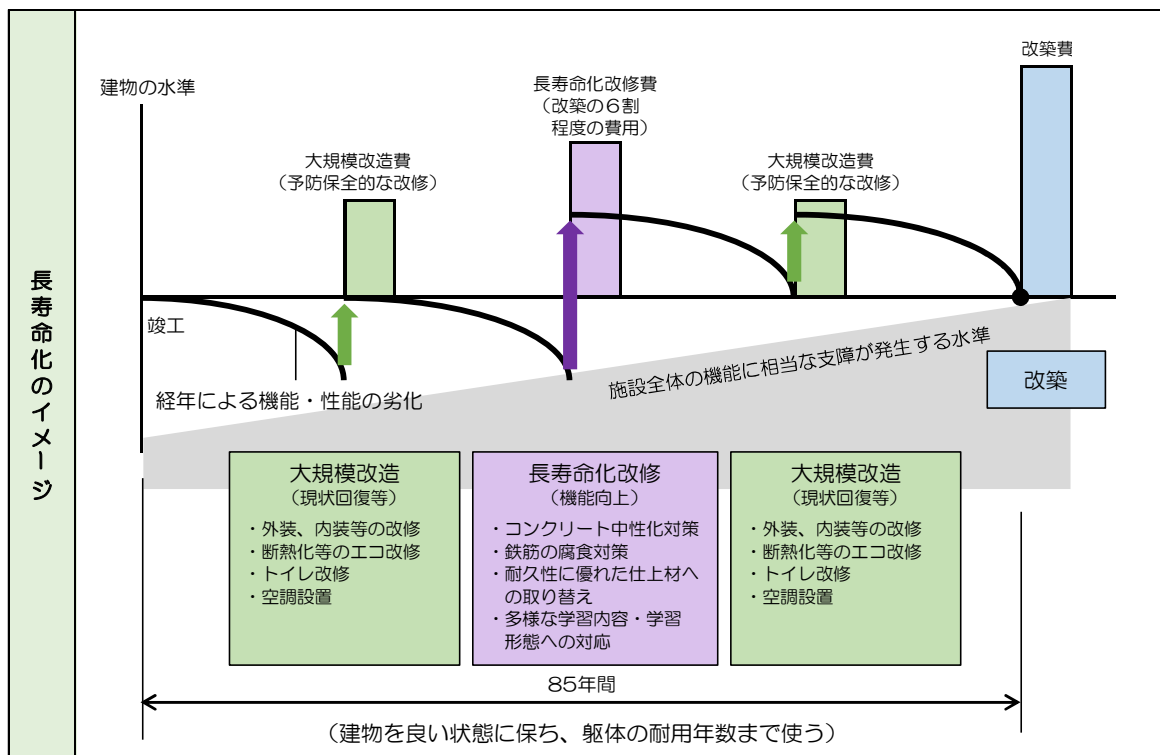 長寿命化のイメージ
建物の水準
改築費
長寿命化改修費
（改築の６割
程度の費用）
大規模改造費
（予防保全的な改修）
大規模改造費
（予防保全的な改修）
竣工
経年による機能・性能の劣化
施設全体の機能に相当な支障が発生する水準
改築
大規模改造
（現状回復等）
・外装、内装等の改修
・断熱化等のエコ改修
・トイレ改修
・空調設置
長寿命化改修
（機能向上）
・コンクリート中性化対策
・鉄筋の腐食対策
・耐久性に優れた仕上材へ
の取り替え
・多様な学習内容・学習
形態への対応
大規模改造
（現状回復等）
・外装、内装等の改修
・断熱化等のエコ改修
・トイレ改修
・空調設置
85年間
（建物を良い状態に保ち、躯体の耐用年数まで使う）